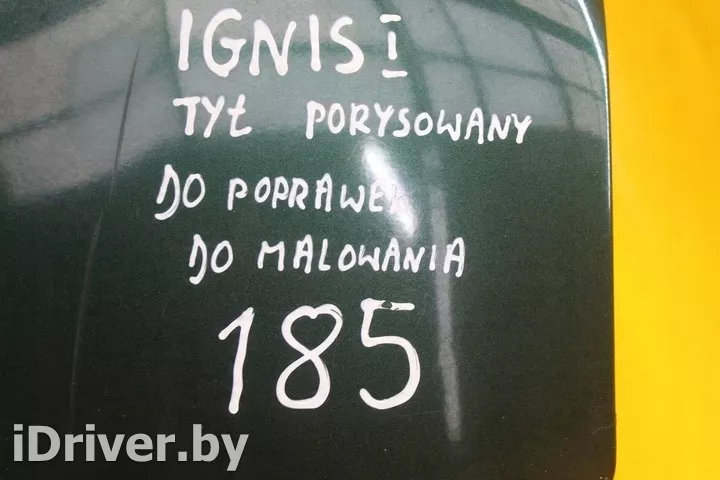 IGNIS I
TYŁ PORYSOWANY
DO POPRAWEK
DO MALOWANIA
185
iDriver.by